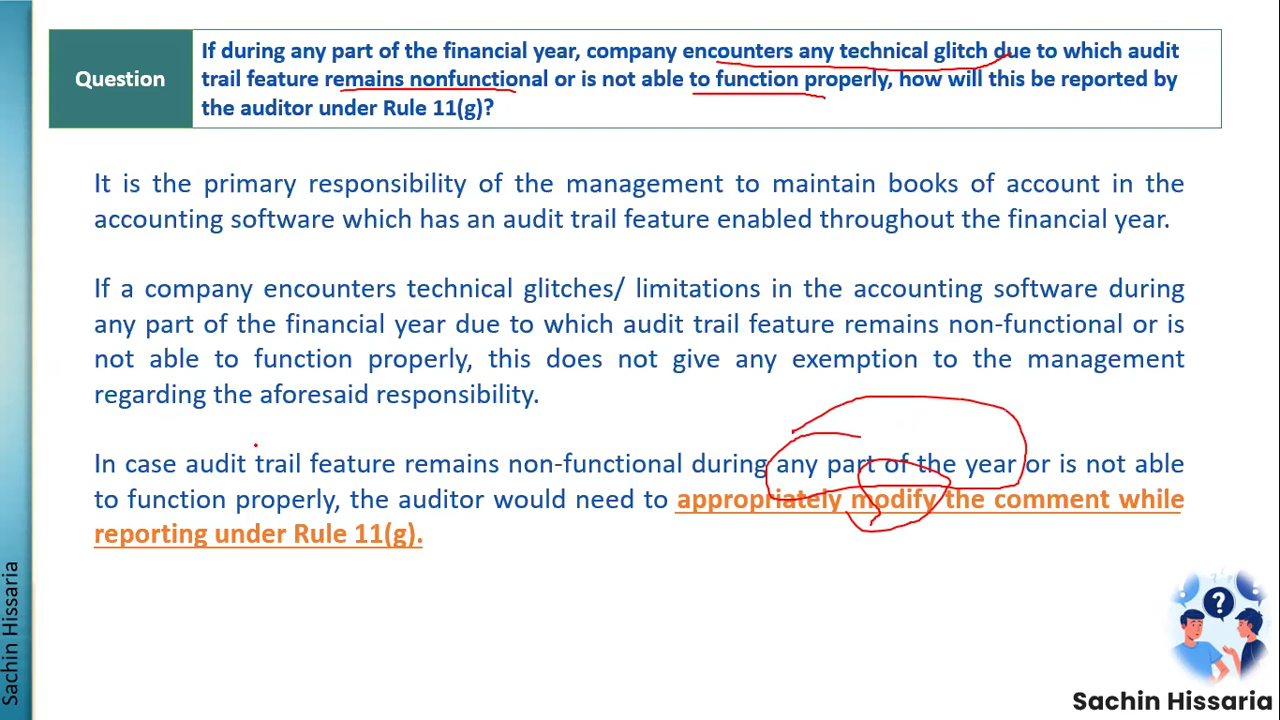 Question
If during any part of the financial year, company encounters any technical glitch due to which audit
trail feature remains nonfunctional or is not able to function properly, how will this be reported by
the auditor under Rule 11(g)?
It is the primary responsibility of the management to maintain books of account in the
accounting software which has an audit trail feature enabled throughout the financial year.
If a company encounters technical glitches/ limitations in the accounting software during
any part of the financial year due to which audit trail feature remains non-functional or is
not able to function properly, this does not give any exemption to the management
regarding the aforesaid responsibility.
In case audit trail feature remains non-functional during any part of the year or is not able
to function properly, the auditor would need to appropriately modify the comment while
reporting under Rule 11(g).
Sachin Hissaria
?
Sachin Hissaria